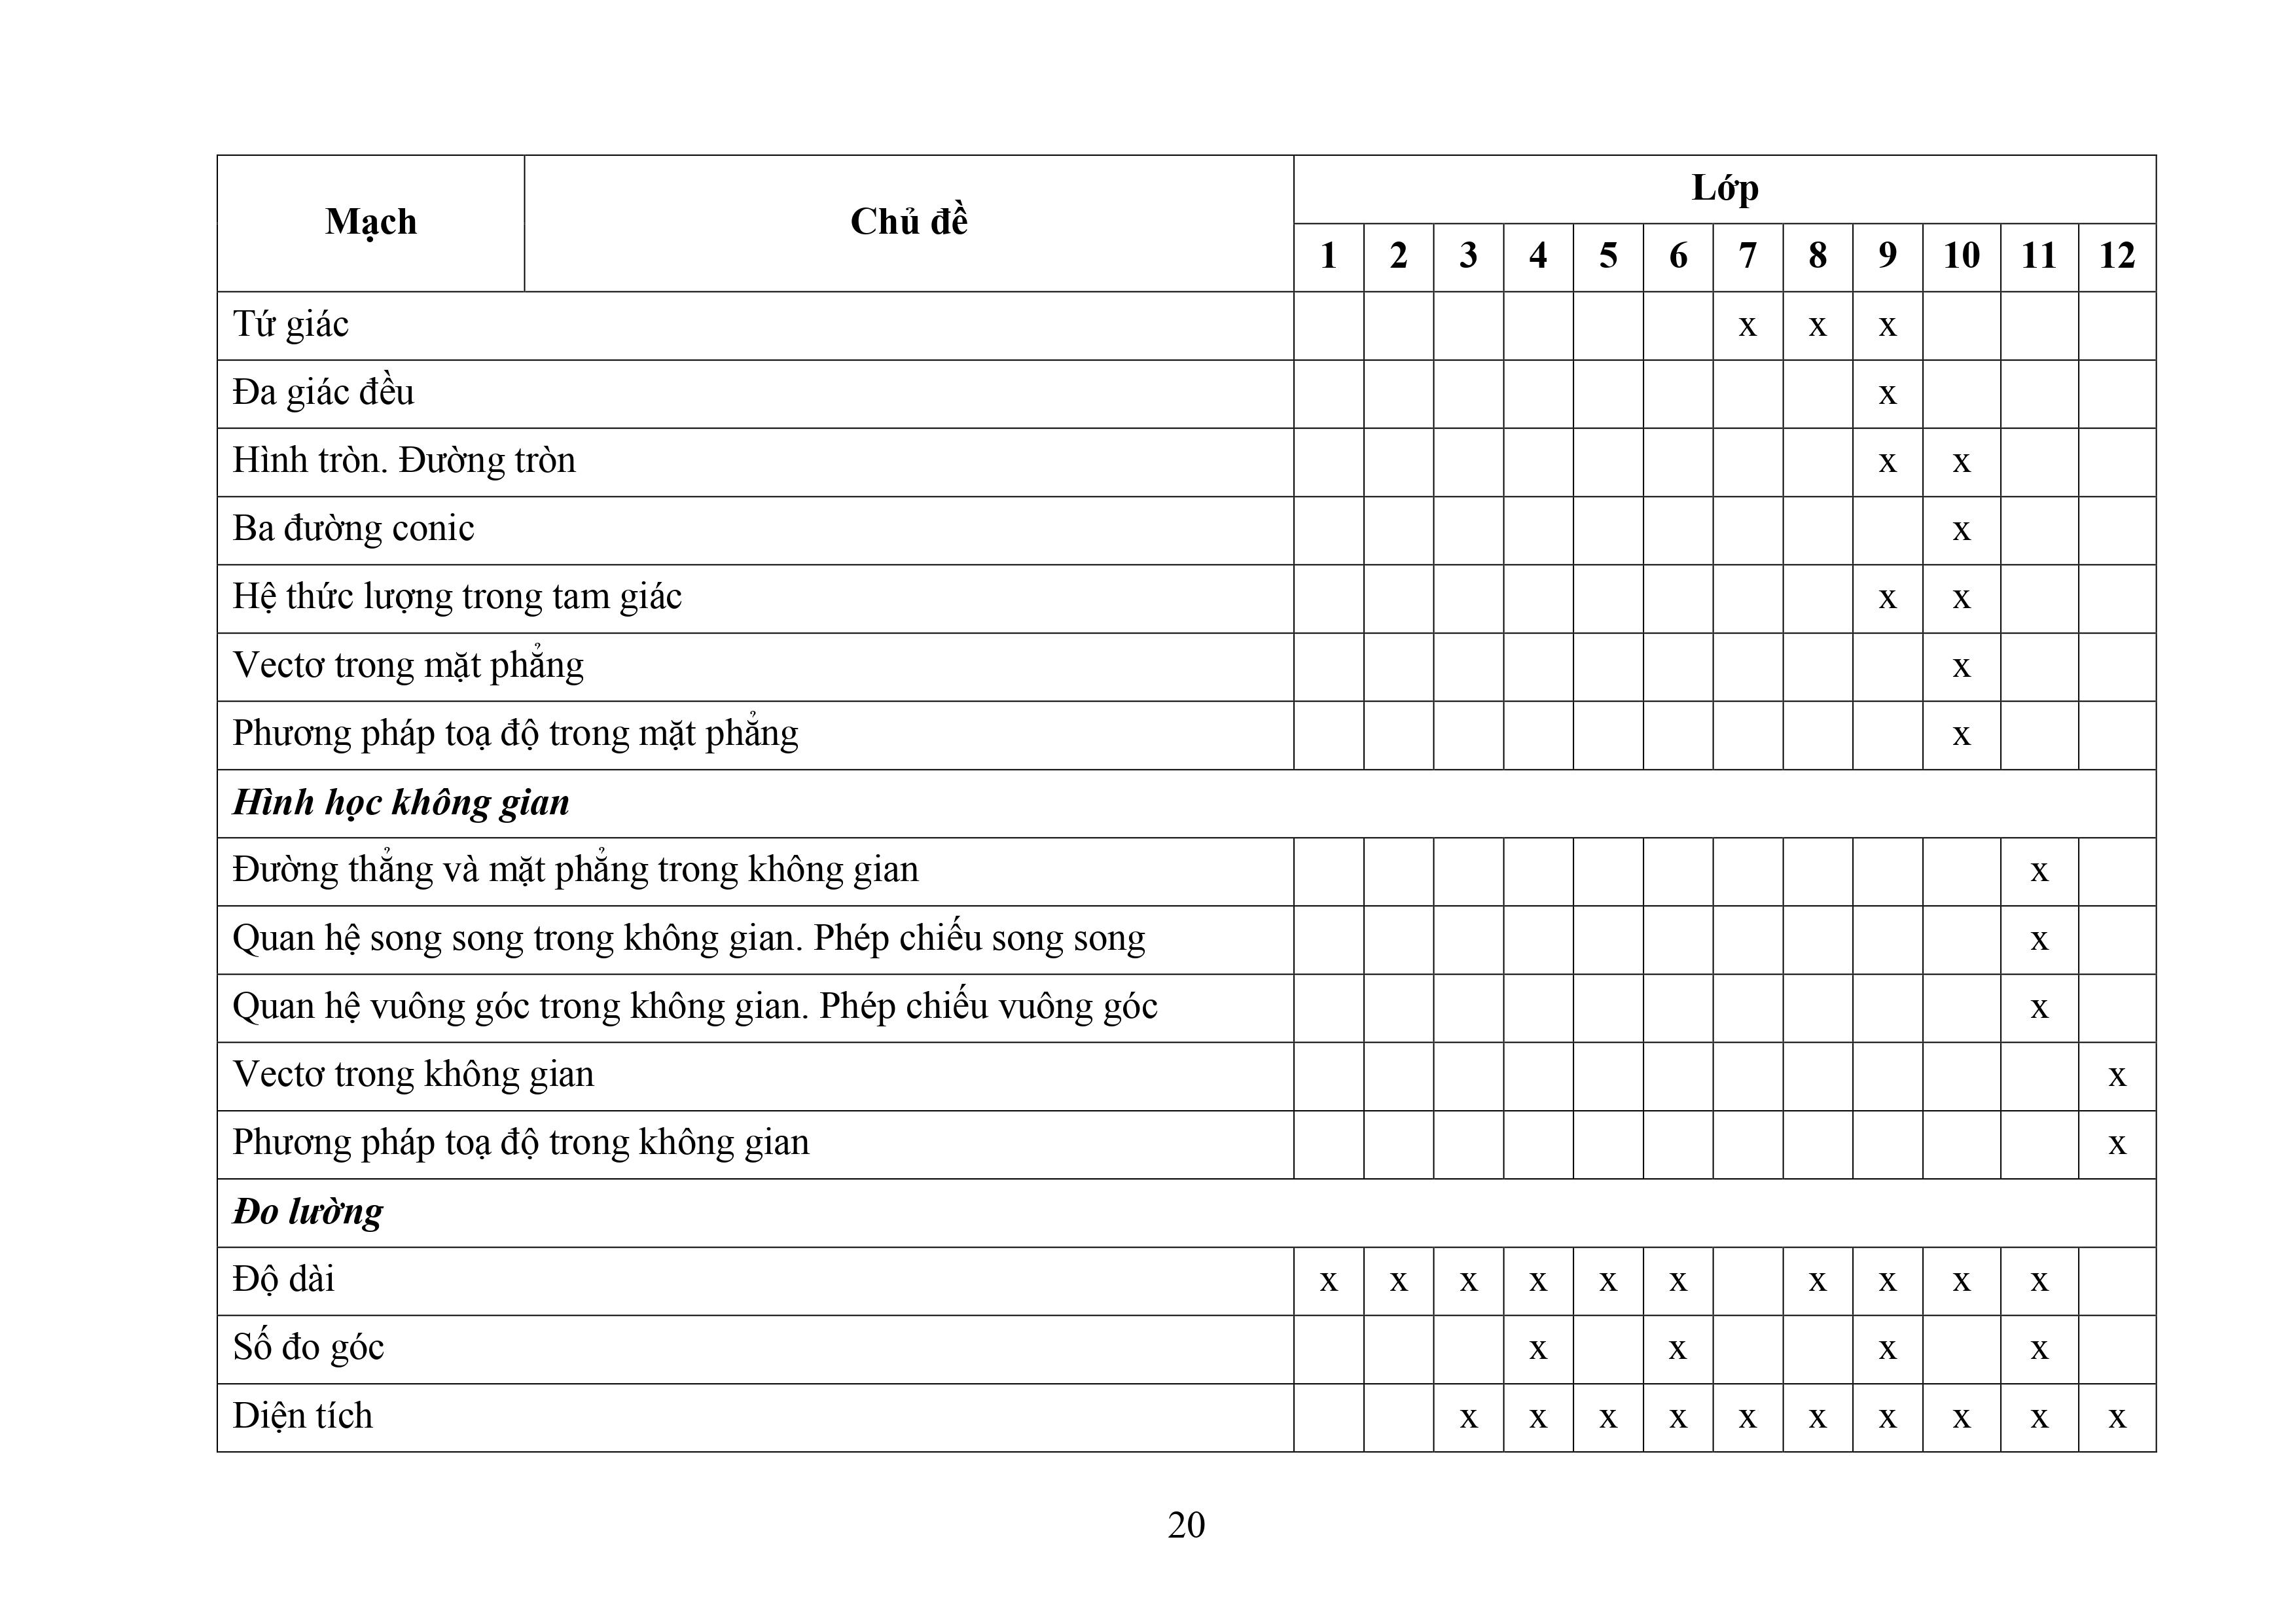 Mạch Chủ đề Lớp
1 2 3 4 5 6 7 8 9 10 11 12
Tứ giác x x x
Đa giác đều x
Hình tròn. Đường tròn x x
Ba đường conic x
Hệ thức lượng trong tam giác x x
Vectơ trong mặt phẳng x
Phương pháp toạ độ trong mặt phẳng x
Hình học không gian
Đường thẳng và mặt phẳng trong không gian x
Quan hệ song song trong không gian. Phép chiếu song song x
Quan hệ vuông góc trong không gian. Phép chiếu vuông góc x
Vectơ trong không gian x
Phương pháp toạ độ trong không gian x
Đo lường
Độ dài x x x x x x x x x x
Số đo góc x x x x
Diện tích x x x x x x x x x x
20